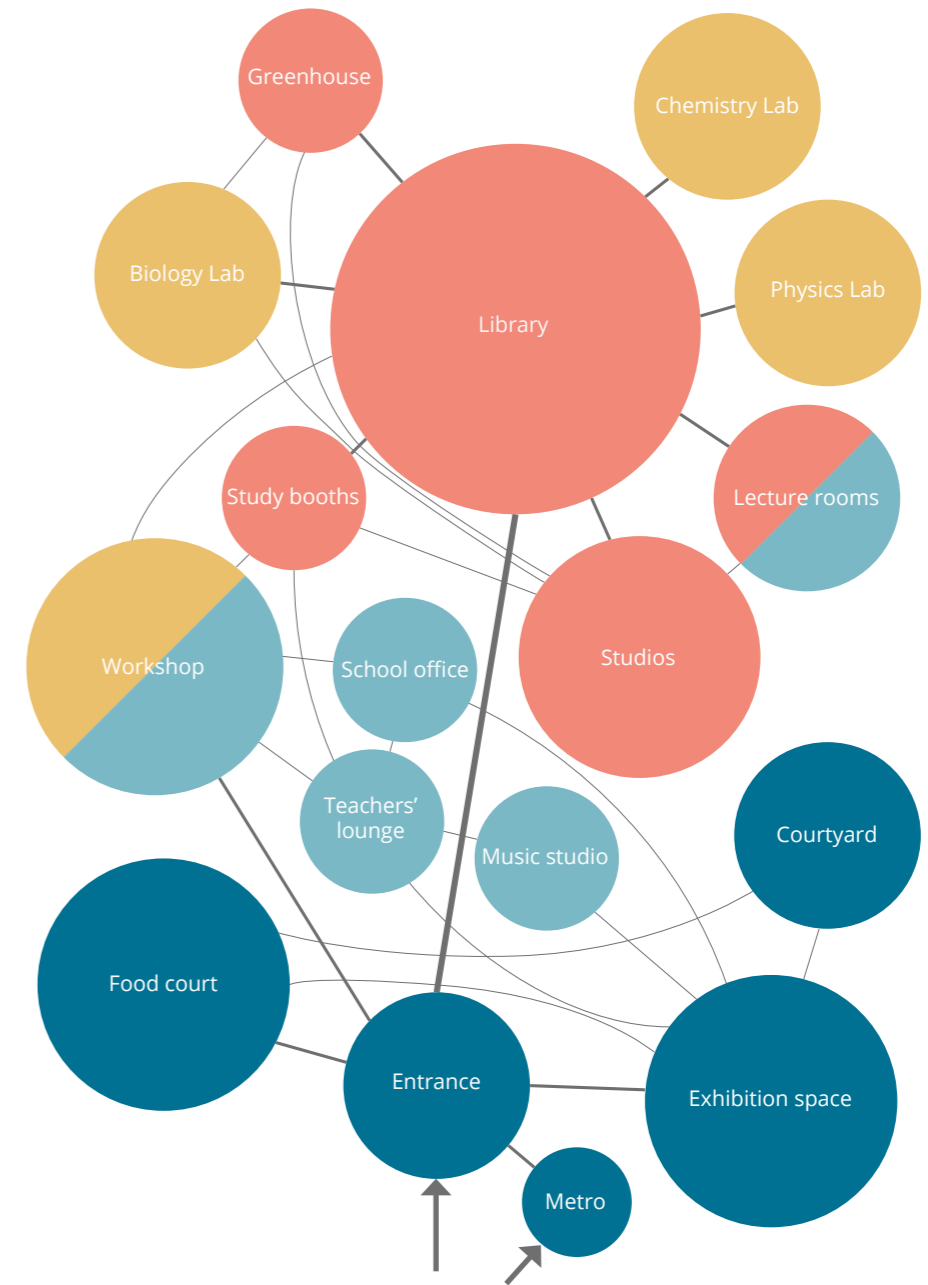 Greenhouse
Chemistry Lab
Biology Lab
Physics Lab
Library
Study booths
Lecture rooms
Workshop
School office
Studios
Teachers’
lounge
Music studio
Courtyard
Food court
Entrance
Exhibition space
Metro